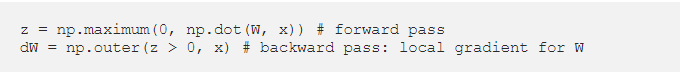 z = np.maximum(0, np.dot(W, x)) # forward pass
dW = np.outer(z > 0, x) # backward pass: local gradient for W